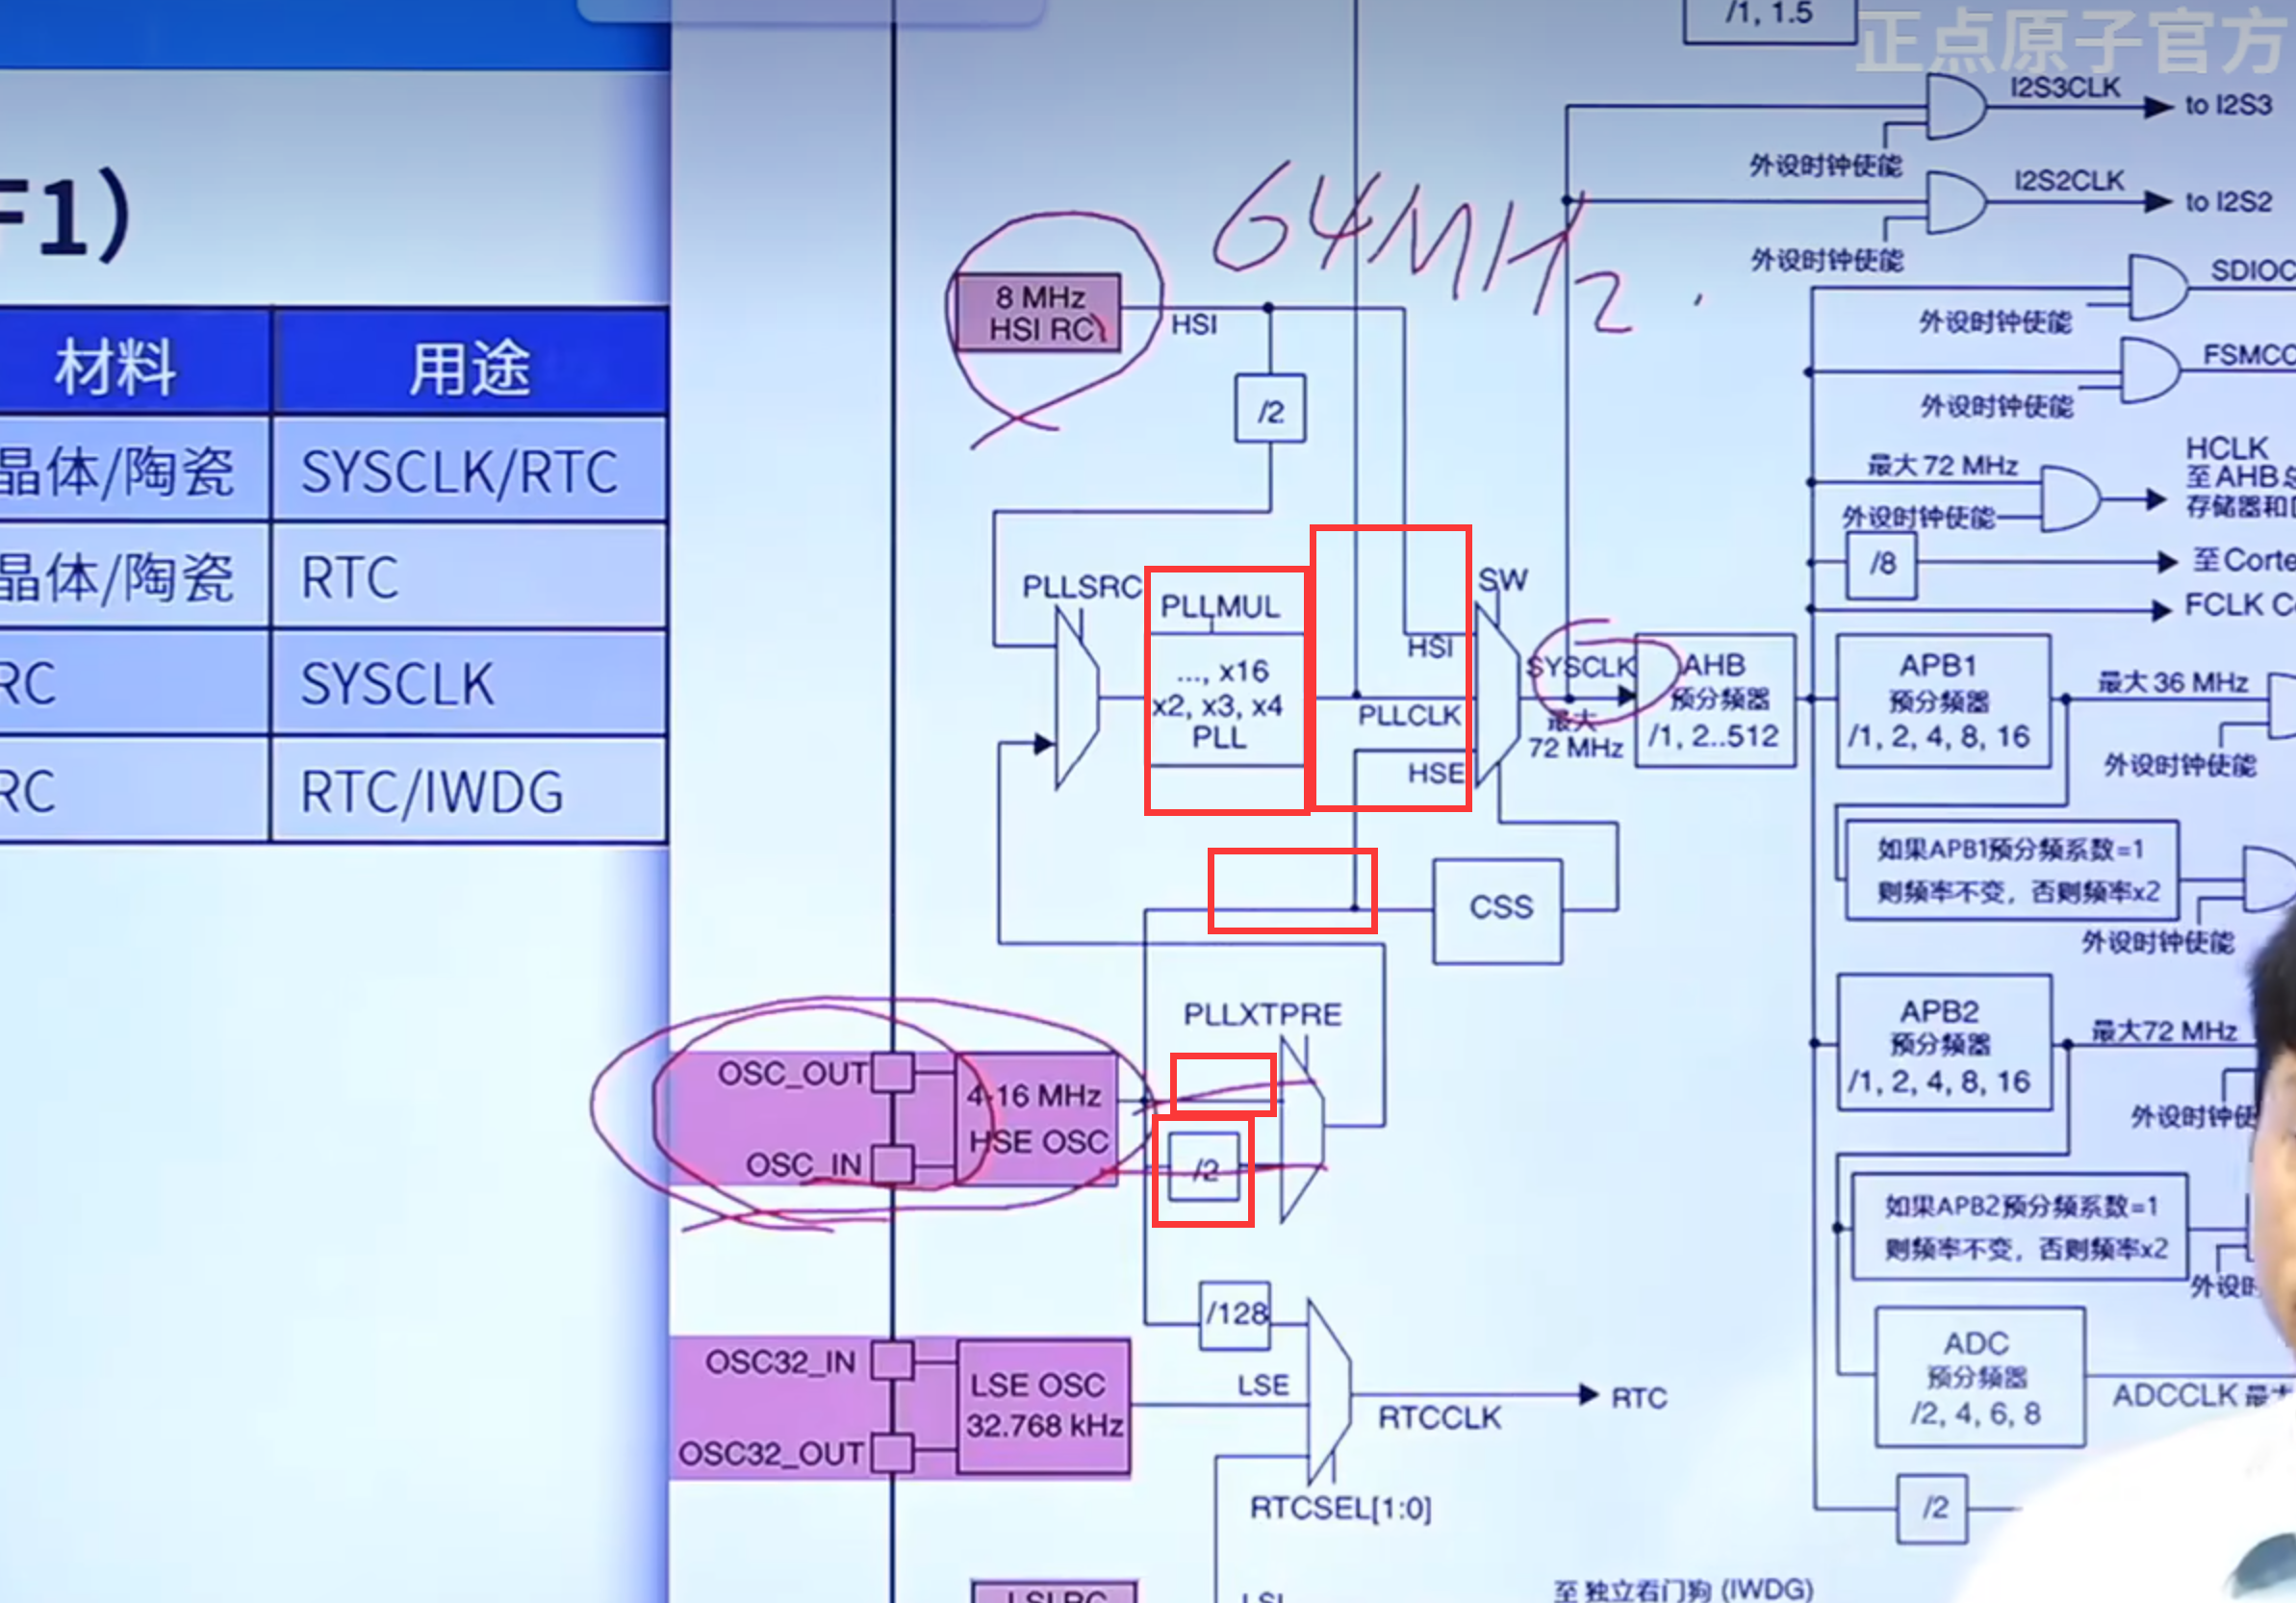 正点原子官方
F1）
材料
用途
晶体/陶瓷
SYSCLK/RTC
晶体/陶瓷
RTC
RC
SYSCLK
RC
RTC/IWDG
/1, 1.5
I2S3CLK
to I2S3
外设时钟使能
I2S2CLK
to I2S2
外设时钟使能
64MHz
8 MHz
HSI RC
HSI
/2
SDIOC
外设时钟使能
FSMCC
外设时钟使能
最大72 MHz
HCLK
至AHB总
存储器和
外设时钟使能
/8
至Corte
FCLK Co
PLLSRC
PLLMUL
..., x16
x2, x3, x4
PLL
SW
HSI
PLLCLK
HSE
SYSCLK
最大
72 MHz
AHB
预分频器
/1, 2..512
APB1
预分频器
/1, 2, 4, 8, 16
最大 36 MHz
外设时钟使能
如果APB1预分频系数=1
则频率不变，否则频率x2
外设时钟使能
CSS
PLLXTPRE
OSC_OUT
OSC_IN
4-16 MHz
HSE OSC
/2
APB2
预分频器
/1, 2, 4, 8, 16
最大72 MHz
外设时钟使
如果APB2预分频系数=1
则频率不变，否则频率x2
外设时
/128
OSC32_IN
OSC32_OUT
LSE OSC
32.768 kHz
LSE
RTCCLK
RTC
RTCSEL[1:0]
ADC
预分频器
/2, 4, 6, 8
ADCCLK 最大
/2
LSI RC
LSI
至 独立看门狗 (IWDG)